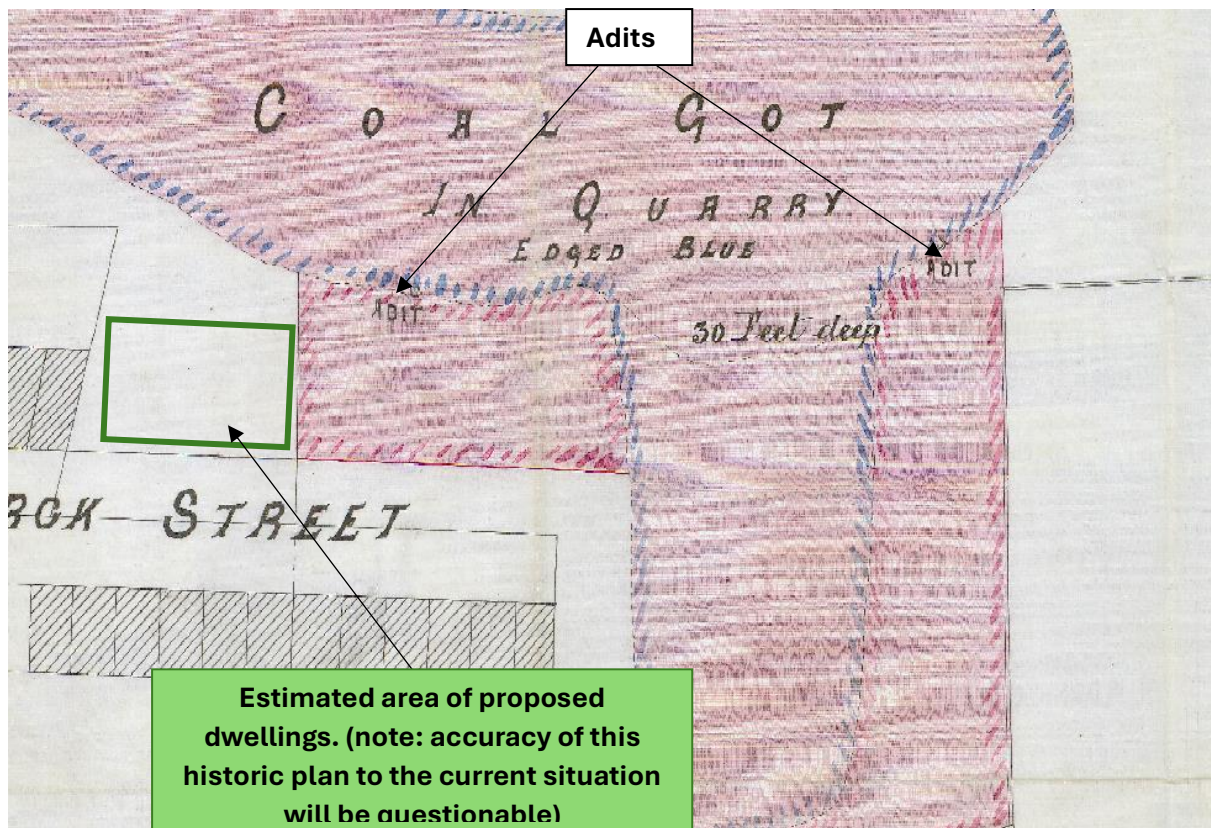 Adits
COAL GOT
IN QUARRY
EDGED BLUE
ADIT
ADIT
30 Feet deep
STREET
Estimated area of proposed
dwellings. (note: accuracy of this
historic plan to the current situation
will be questionable)